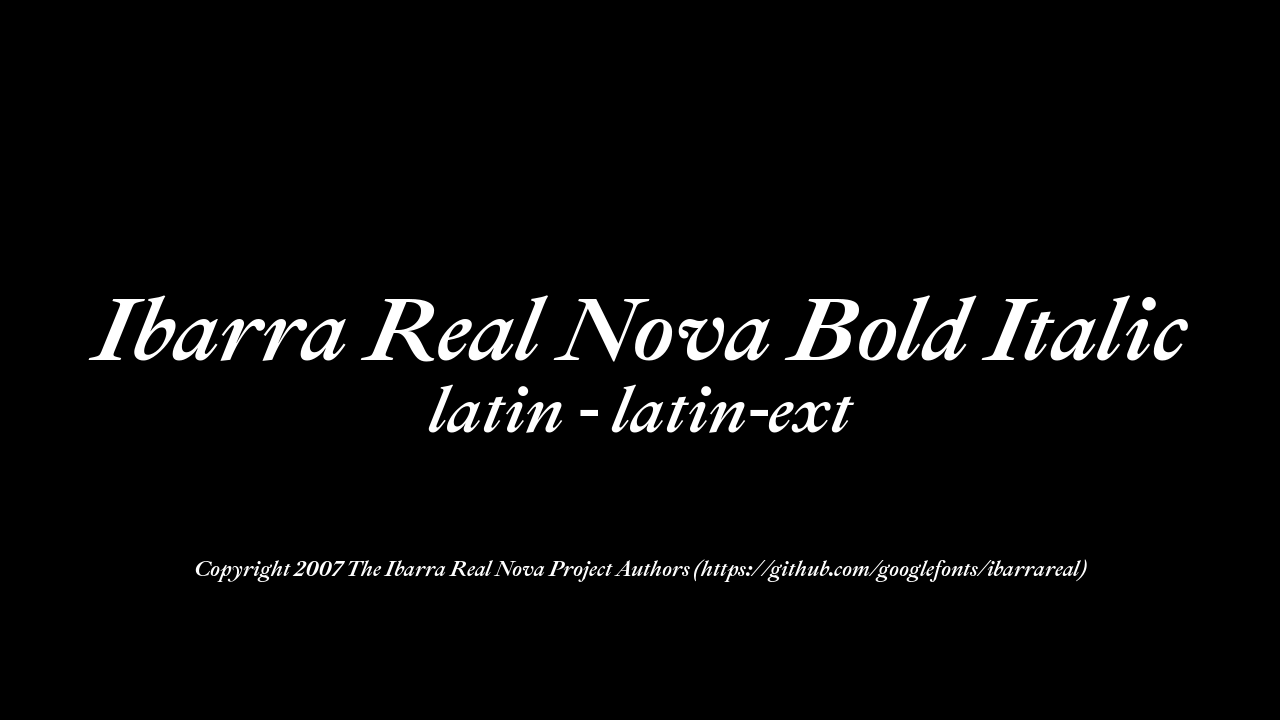 Ibarra Real Nova Bold Italic
latin - latin-ext
Copyright 2007 The Ibarra Real Nova Project Authors (https://github.com/googlefonts/ibarrareal)